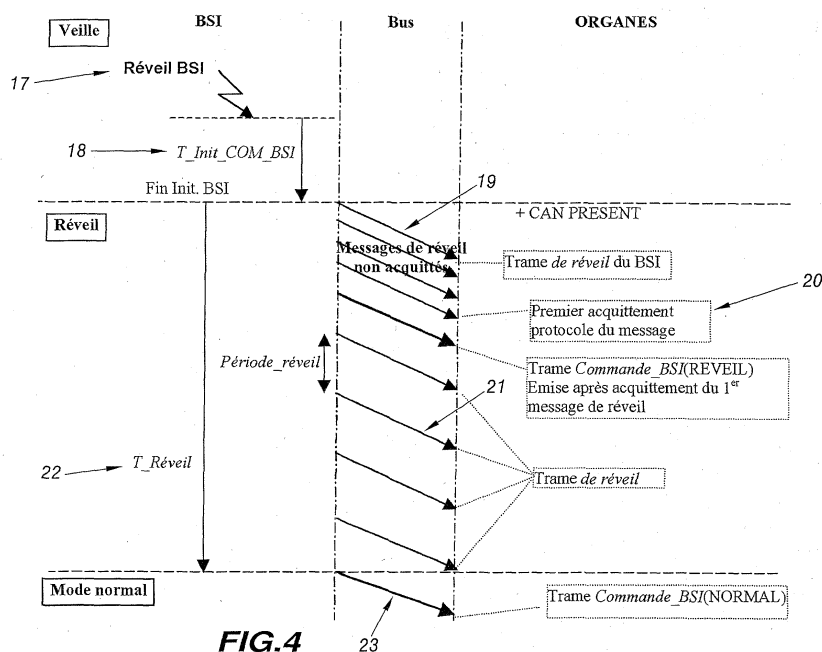 Veille
BSI
Bus
ORGANES
17
Réveil BSI
18
T_Init_COM_BSI
Fin Init. BSI
19
+ CAN PRESENT
Réveil
Messages de réveil
non acquittés
Trame de réveil du BSI
20
Premier acquittement
protocole du message
Période_réveil
Trame Commande_BSI(REVEIL)
Emise après acquittement du 1er
message de réveil
21
22
T_Réveil
Trame de réveil
Mode normal
Trame Commande_BSI(NORMAL)
FIG.4
23